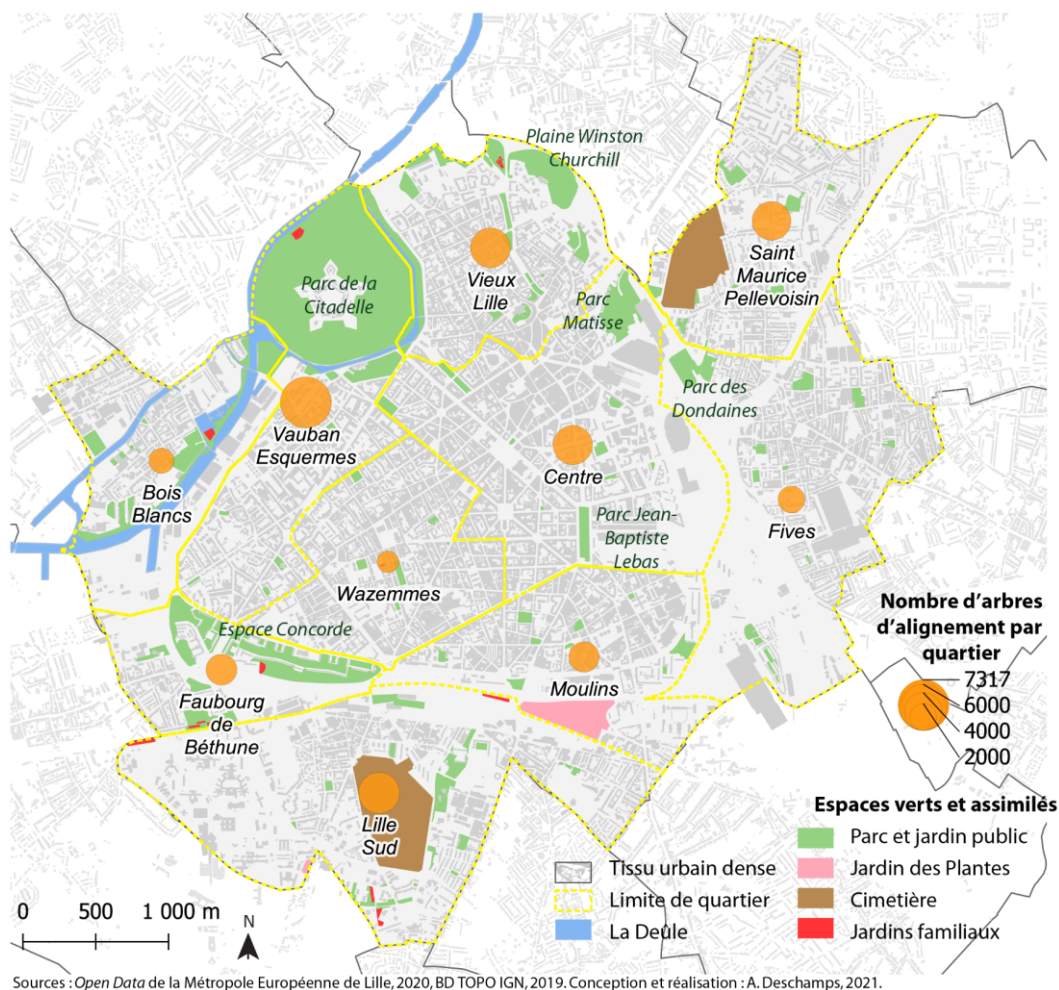 Plaine Winston
Churchill
Saint
Maurice
Pellevoisin
Vieux
Lille
Parc de la
Citadelle
Parc
Matisse
Parc des
Dondaines
Vauban
Esquermes
Centre
Bois
Blancs
Fives
Parc Jean-
Baptiste
Lebas
Wazemmes
Espace Concorde
Moulins
Faubourg
de
Béthune
Lille
Sud
Nombre d'arbres
d'alignement par
quartier
7317
6000
4000
2000
Espaces verts et assimilés
Parc et jardin public
Jardin des Plantes
Cimetière
Jardins familiaux
Tissu urbain dense
Limite de quartier
La Deûle
0 500 1 000 m
N
Sources : Open Data de la Métropole Européenne de Lille, 2020, BD TOPO IGN, 2019. Conception et réalisation : A. Deschamps, 2021.